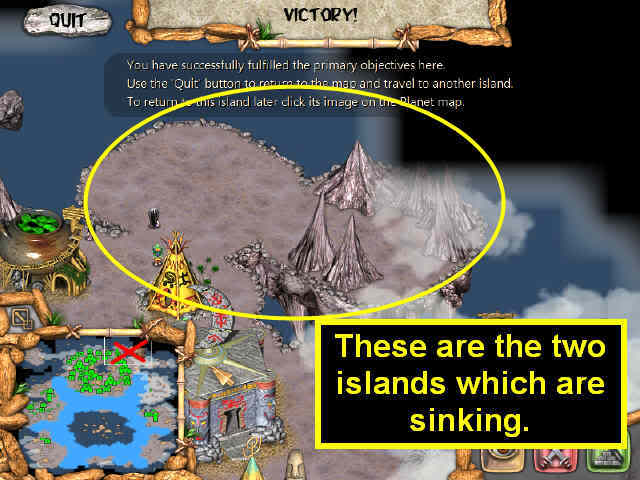 QUIT
VICTORY!
You have successfully fulfilled the primary objectives here.
Use the 'Quit' button to return to the map and travel to another island.
To return to this island later click its image on the Planet map.
These are the two
islands which are
sinking.